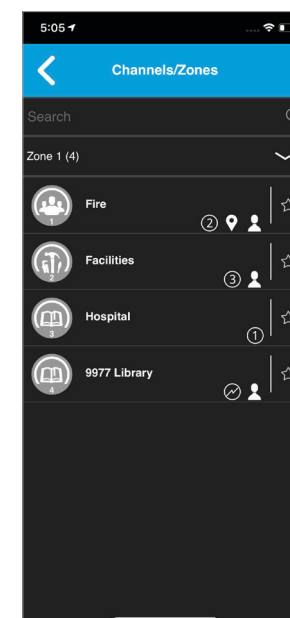 5:05
Channels/Zones
Search
Zone 1 (4)
1
Fire
2
2
Facilities
3
3
Hospital
1
4
9977 Library